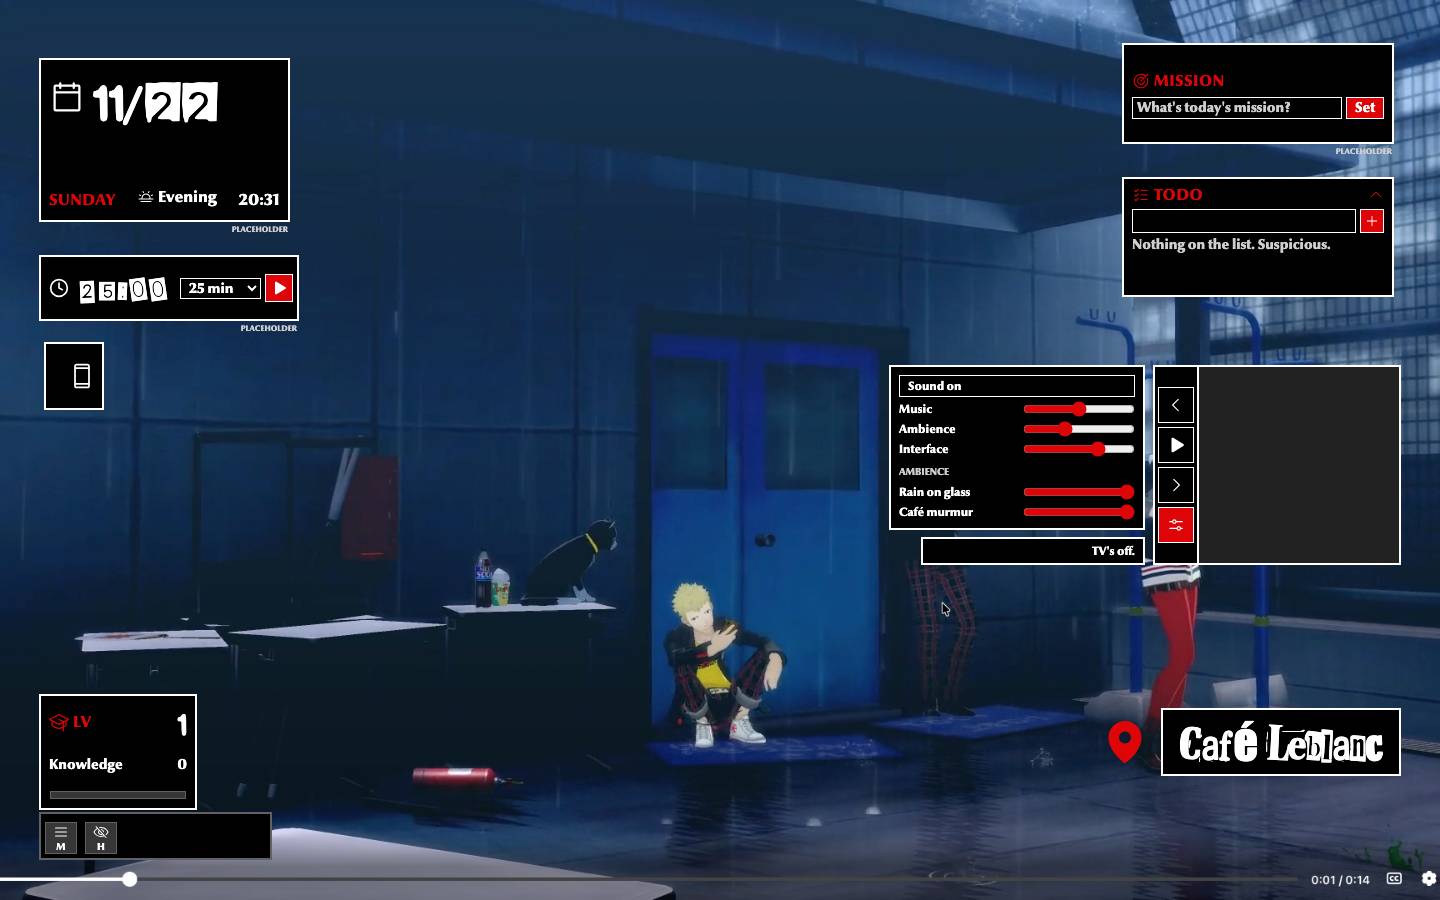 11/22
SUNDAY Evening 20:31
PLACEHOLDER
25:00 25 min
PLACEHOLDER
MISSION
What's today's mission? Set
PLACEHOLDER
TODO
+
Nothing on the list. Suspicious.
Sound on
Music
Ambience
Interface
AMBIENCE
Rain on glass
Café murmur
TV's off.
LV 1
Knowledge 0
M H
Café Leblanc
0:01 / 0:14 CC